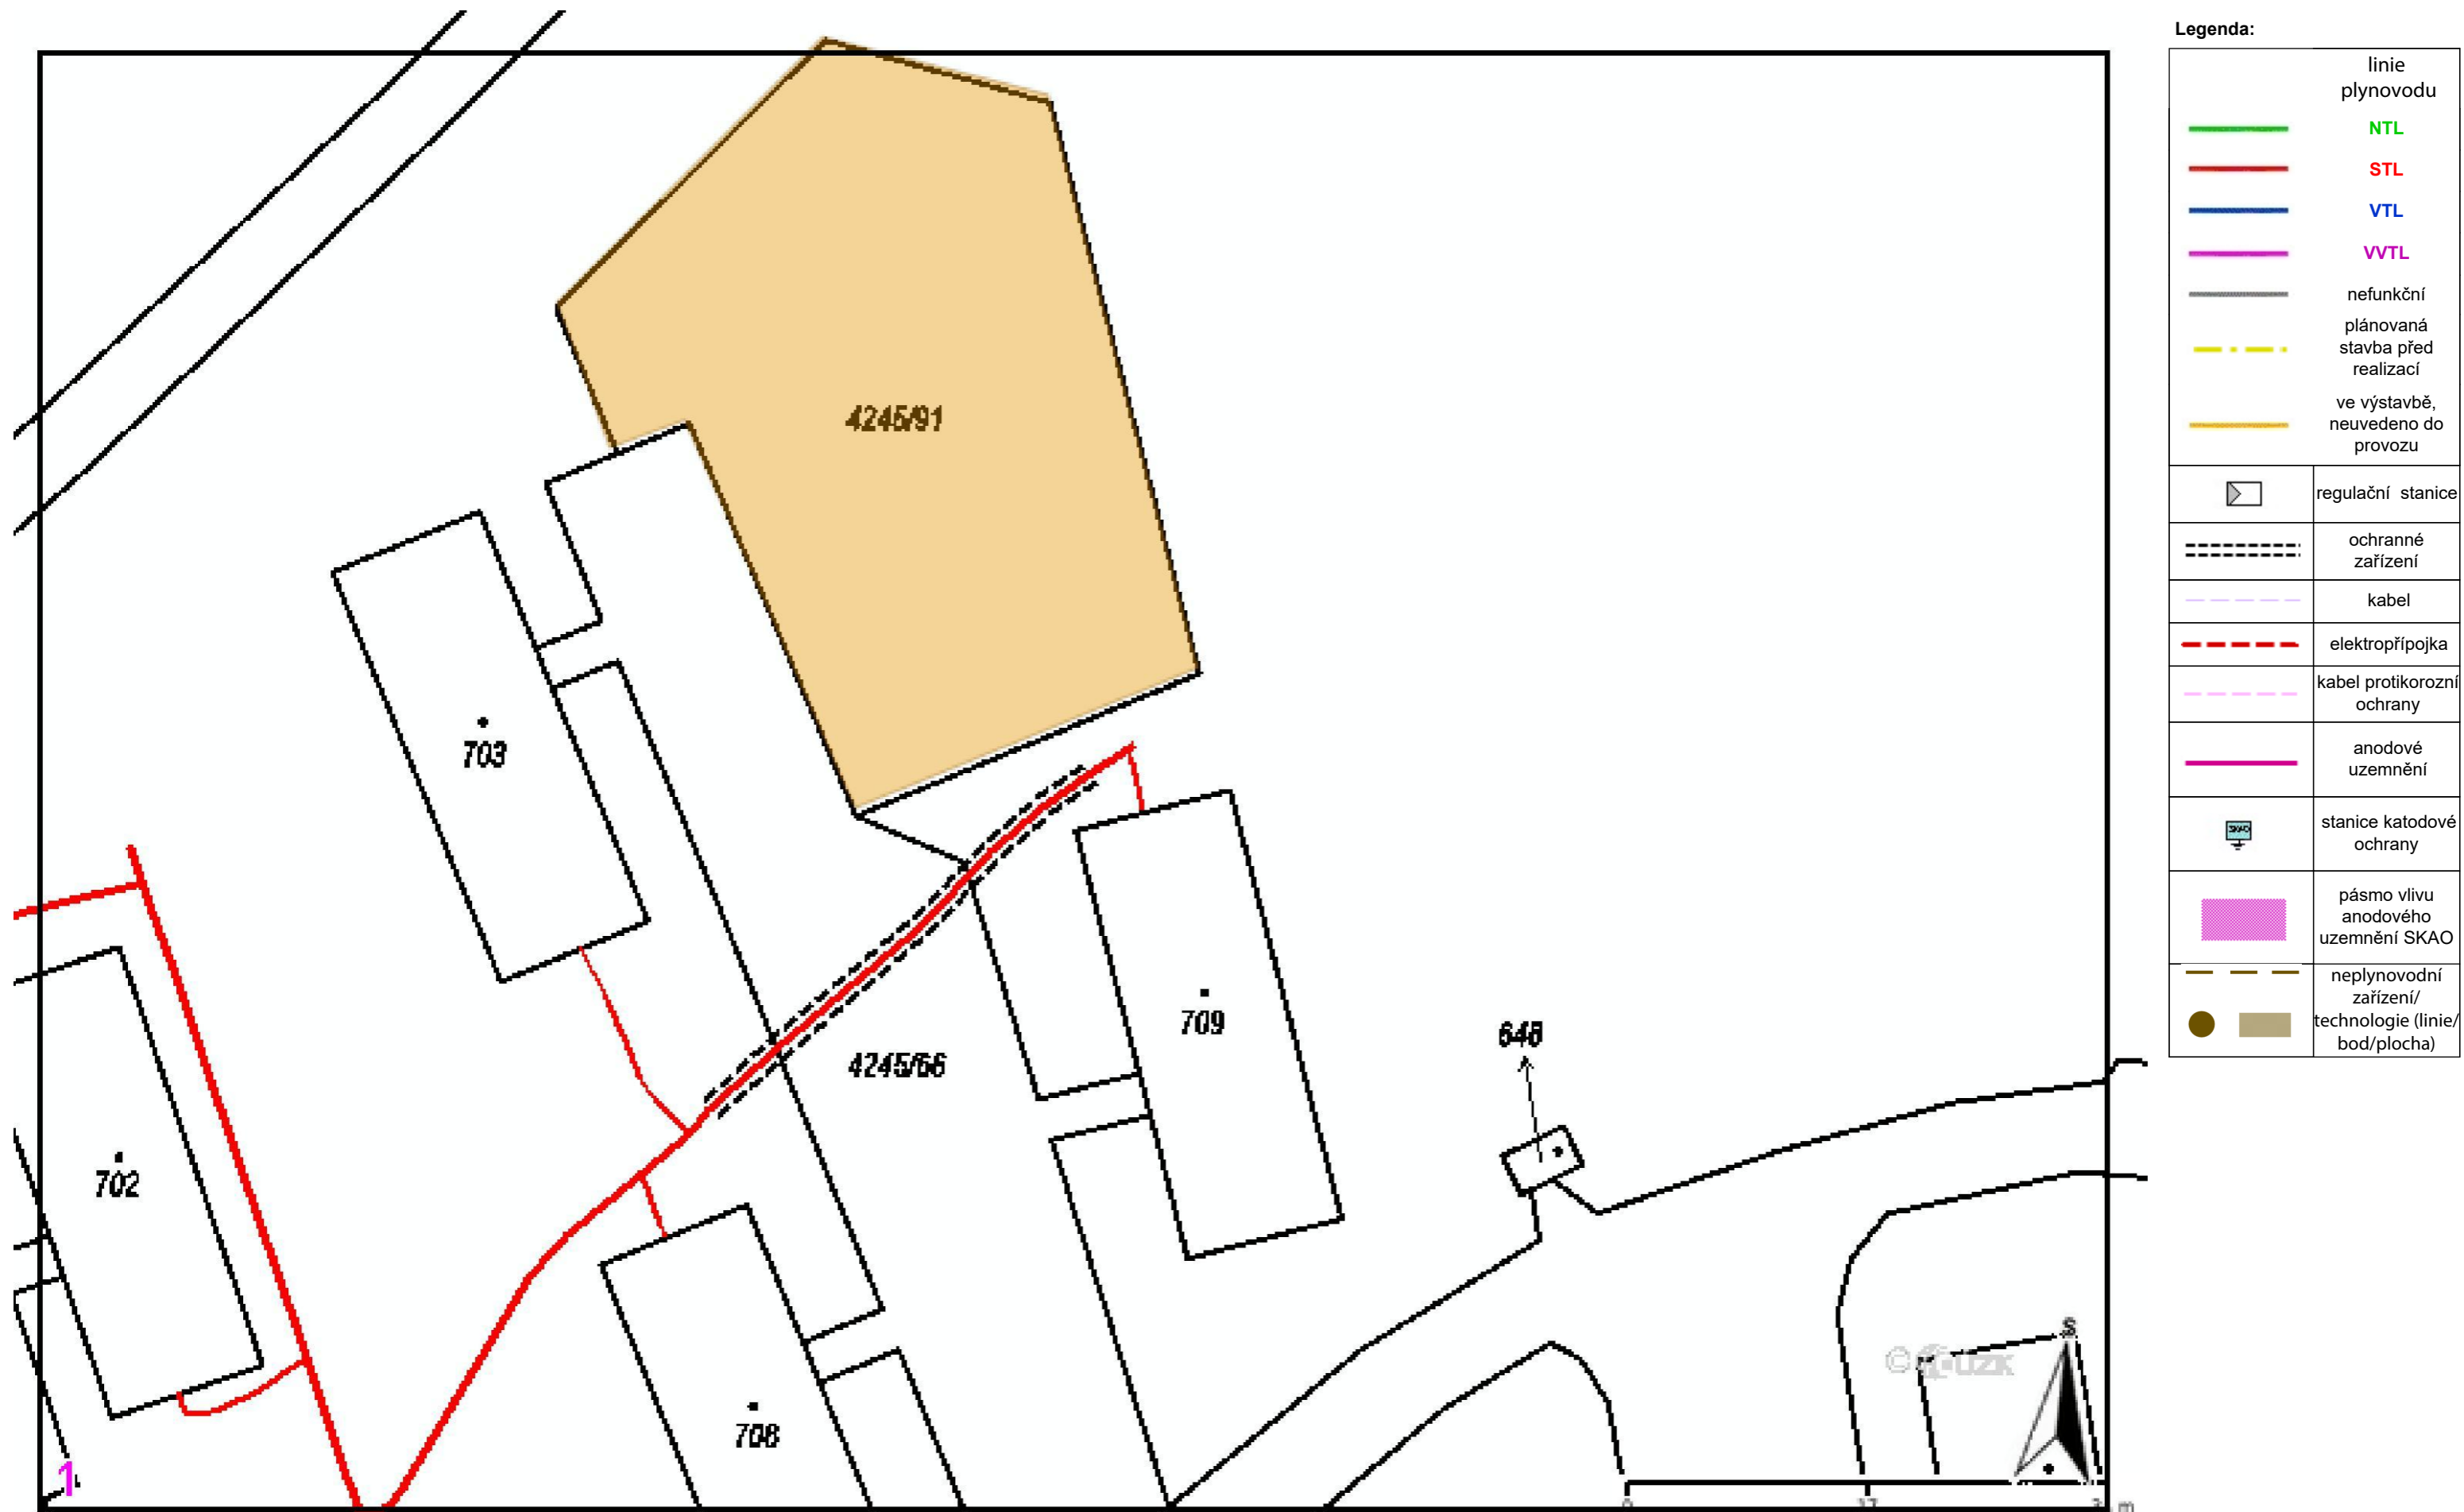 Legenda:
linie
plynovodu
NTL
STL
VTL
VVTL
nefunkční
plánovaná
stavba před
realizací
ve výstavbě,
neuvedeno do
provozu
regulační stanice
ochranné
zařízení
kabel
elektropřípojka
kabel protikorozní
ochrany
anodové
uzemnění
SKAO
stanice katodové
ochrany
pásmo vlivu
anodového
uzemnění SKAO
neplynovodní
zařízení/
technologie (linie/
bod/plocha)
4245/91
703
709
4245/66
648
702
706
S
1